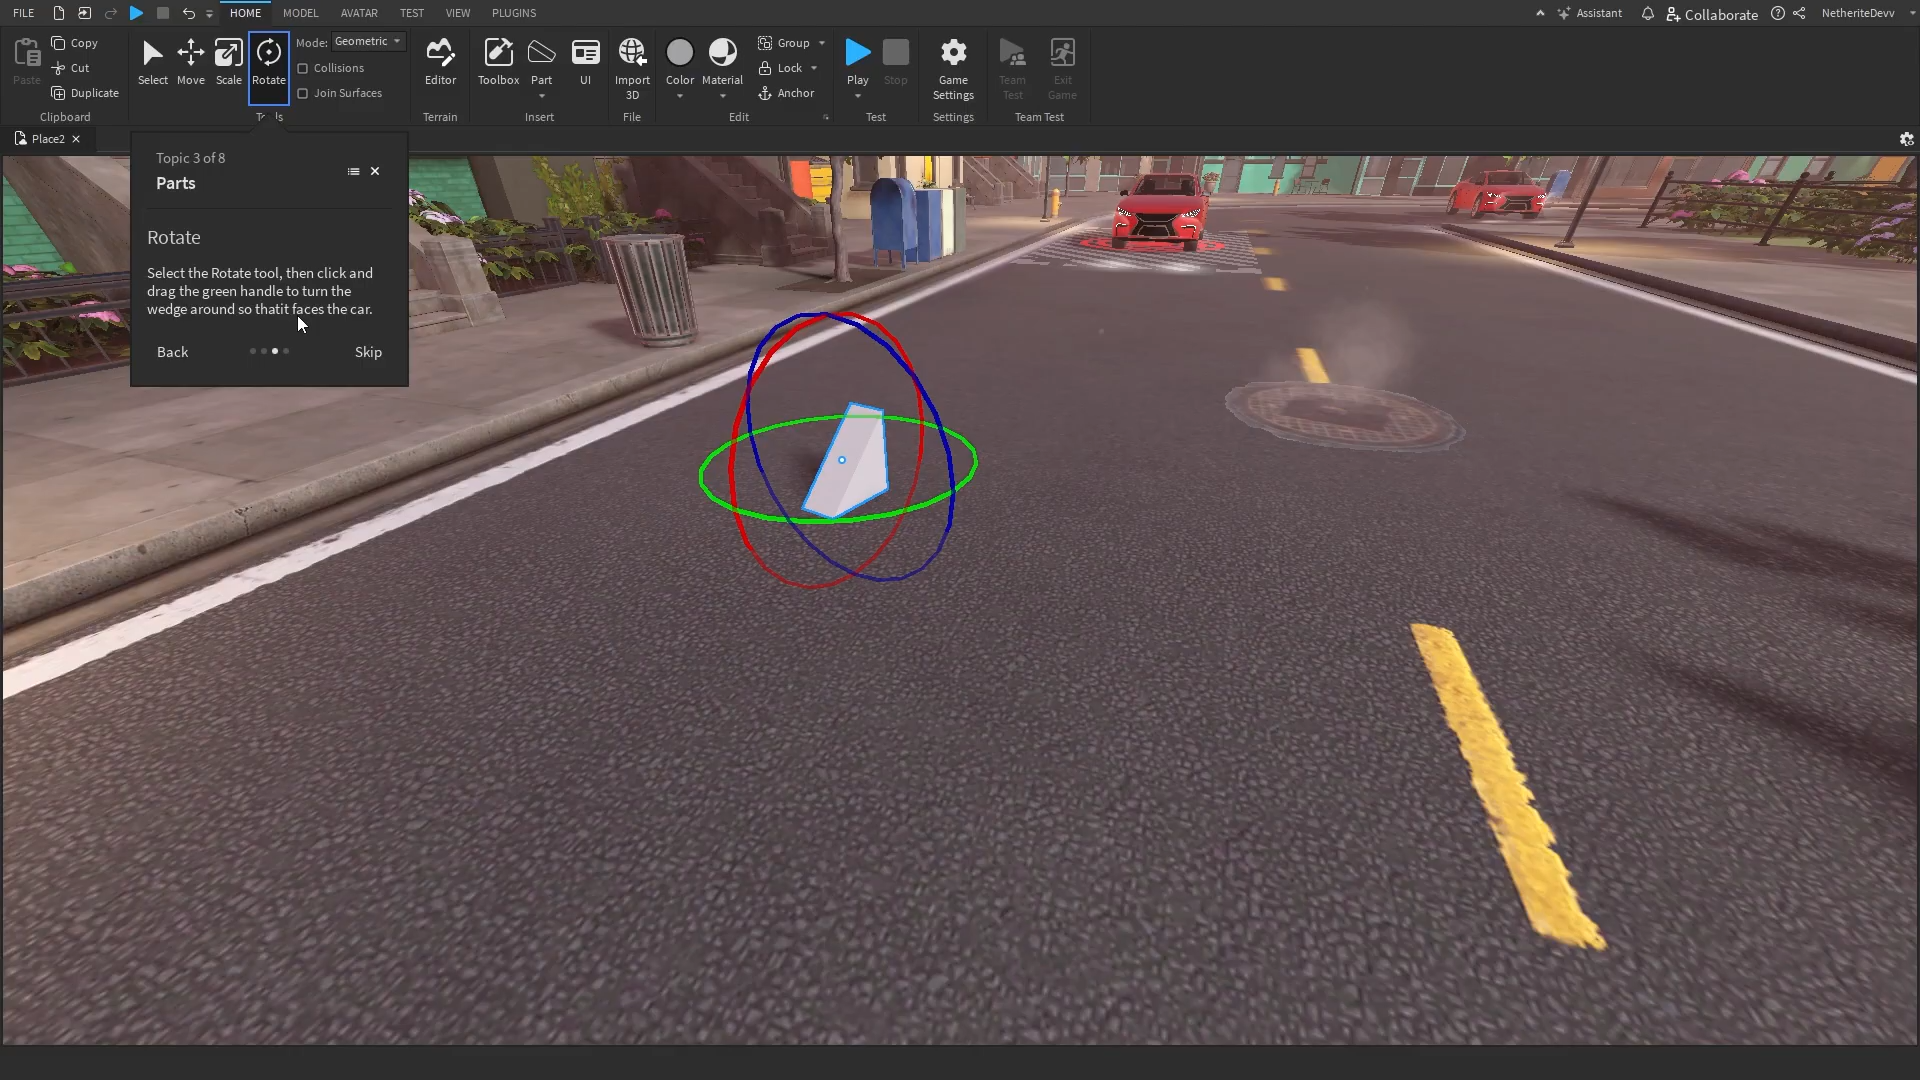 FILE
HOME
MODEL
AVATAR
TEST
VIEW
PLUGINS
Assistant
Collaborate
NetheriteDevv
Paste
Copy
Cut
Duplicate
Clipboard
Select
Move
Scale
Rotate
Mode: Geometric
Collisions
Join Surfaces
Editor
Terrain
Toolbox
Part
UI
Insert
Import
3D
File
Color
Material
Group
Lock
Anchor
Edit
Play
Stop
Test
Game
Settings
Settings
Team
Test
Exit
Game
Team Test
Place2
Topic 3 of 8
Parts
Rotate
Select the Rotate tool, then click and
drag the green handle to turn the
wedge around so thatit faces the car.
Back
Skip